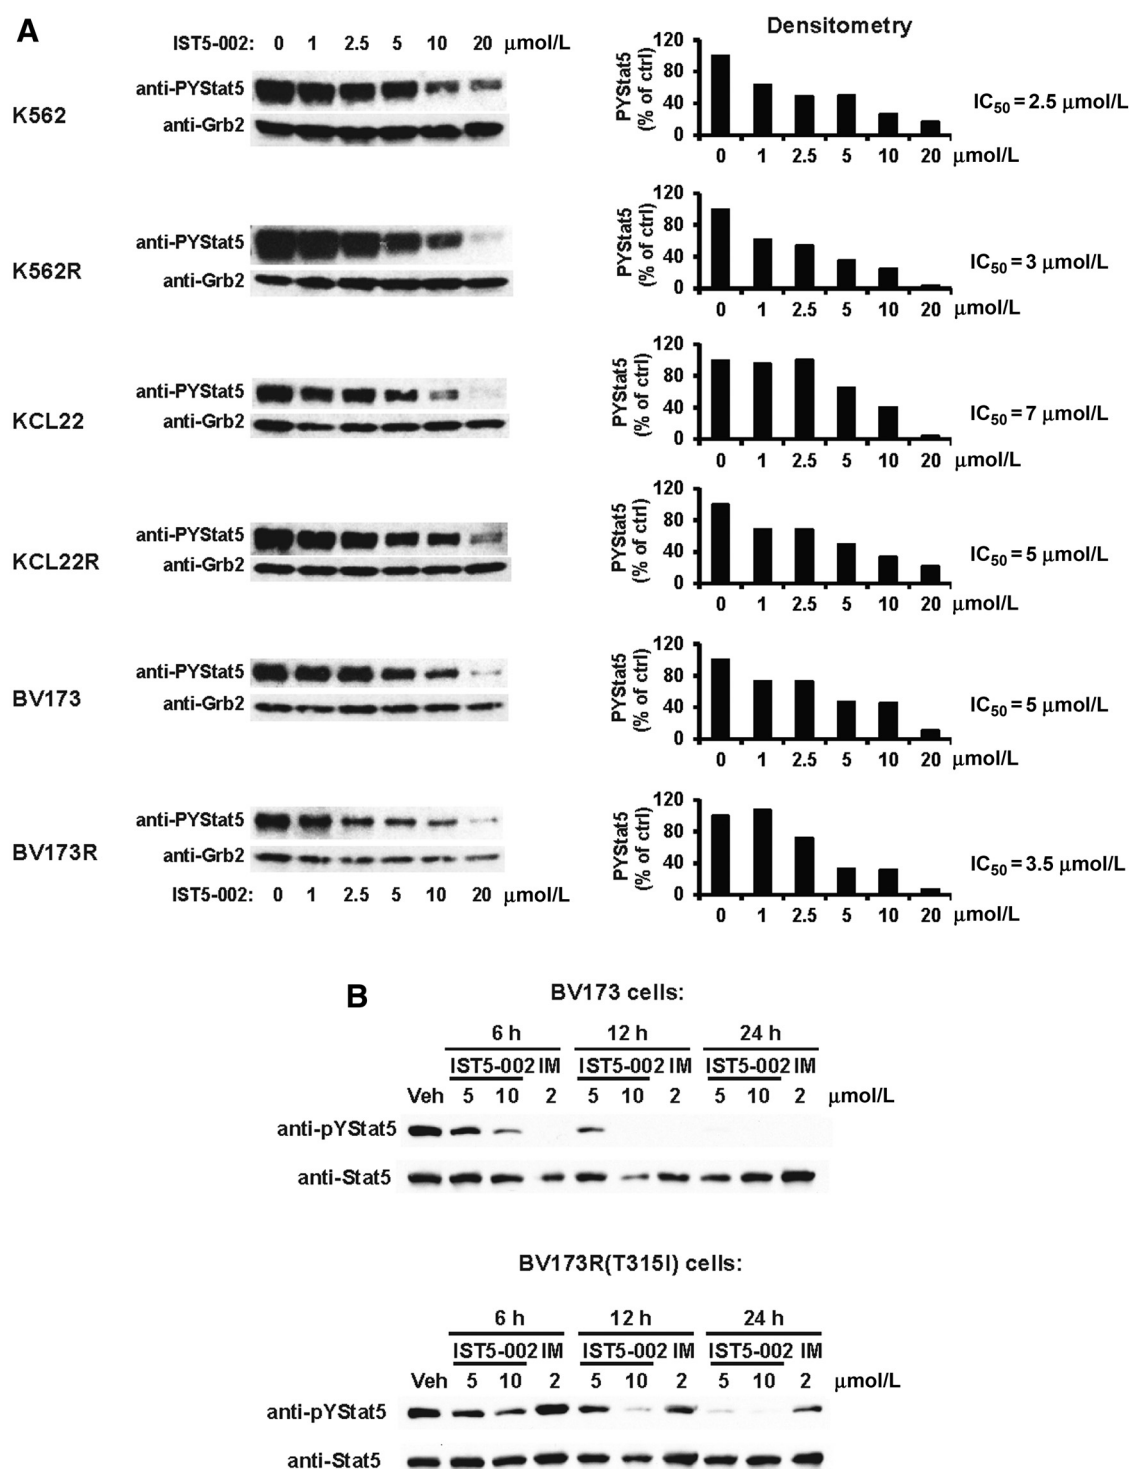 A
Densitometry
IST5-002: 0 1 2.5 5 10 20 μmol/L
K562
anti-PYStat5
anti-Grb2
PYStat5
(% of ctrl)
120
80
40
0
0 1 2.5 5 10 20 μmol/L
IC50 = 2.5 μmol/L
K562R
anti-PYStat5
anti-Grb2
PYStat5
(% of ctrl)
120
80
40
0
0 1 2.5 5 10 20 μmol/L
IC50 = 3 μmol/L
KCL22
anti-PYStat5
anti-Grb2
PYStat5
(% of ctrl)
120
80
40
0
0 1 2.5 5 10 20 μmol/L
IC50 = 7 μmol/L
KCL22R
anti-PYStat5
anti-Grb2
PYStat5
(% of ctrl)
120
80
40
0
0 1 2.5 5 10 20 μmol/L
IC50 = 5 μmol/L
BV173
anti-PYStat5
anti-Grb2
PYStat5
(% of ctrl)
120
80
40
0
0 1 2.5 5 10 20 μmol/L
IC50 = 5 μmol/L
BV173R
anti-PYStat5
anti-Grb2
IST5-002: 0 1 2.5 5 10 20 μmol/L
PYStat5
(% of ctrl)
120
80
40
0
0 1 2.5 5 10 20 μmol/L
IC50 = 3.5 μmol/L
B
BV173 cells:
6 h 12 h 24 h
IST5-002 IM IST5-002 IM IST5-002 IM
Veh 5 10 2 5 10 2 5 10 2 μmol/L
anti-pYStat5
anti-Stat5
BV173R(T315I) cells:
6 h 12 h 24 h
IST5-002 IM IST5-002 IM IST5-002 IM
Veh 5 10 2 5 10 2 5 10 2 μmol/L
anti-pYStat5
anti-Stat5